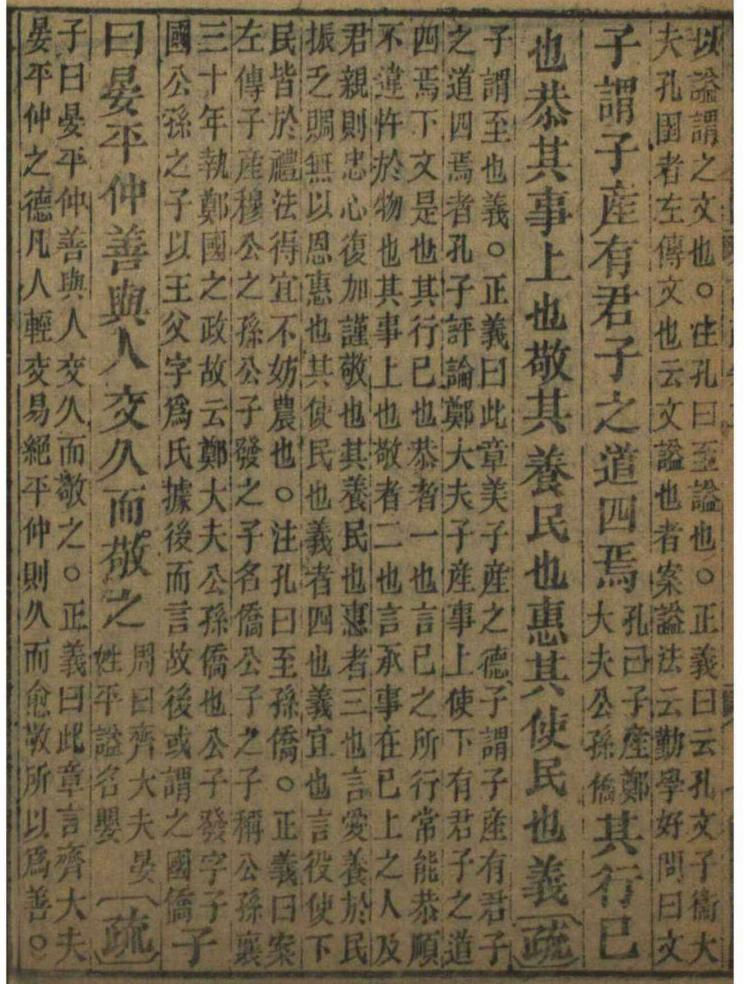 以謚謂之文也○注孔曰至謚也○正義曰云孔文子衞大
夫孔圉者左傳文也云文謚也者案謚法云勤學好問曰文
子謂子產有君子之道四焉
孔曰子產鄭
大夫公孫僑
其行己
也恭其事上也敬其養民也惠其使民也義〔疏〕
子謂至也義○正義曰此章美子產之德子謂子產有君子
之道四焉者孔子評論鄭大夫子產事上使下有君子之道
四焉下文是也其行已也恭者一也言已之所行常能恭順
不違忤於物也其事上也敬者二也言承事在已上之人及
君親則忠心復加謹敬也其養民也惠者三也言愛養於民
振乏賙無以恩惠也其使民也義者四也義宜也言役使下
民皆於禮法得宜不妨農也○注孔曰至孫僑○正義曰案
左傳子產穆公之孫公子發之子名僑公子之子稱公孫襄
三十年執鄭國之政故云鄭大夫公孫僑也公子發字子
國公孫之子以王父字爲氏據後而言故後或謂之國僑
子
曰晏平仲善與人交久而敬之
周曰齊大夫晏
姓平謚名嬰
〔疏〕
子曰晏平仲善與人交久而敬之○正義曰此章言齊大夫
晏平仲之德凡人輕交易絕平仲則久而愈敬所以爲善○